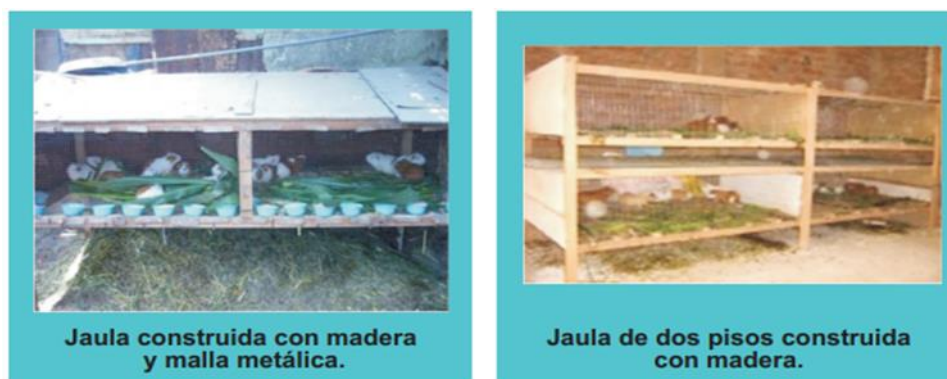 Jaula construida con madera
y malla metálica.
Jaula de dos pisos construida
con madera.